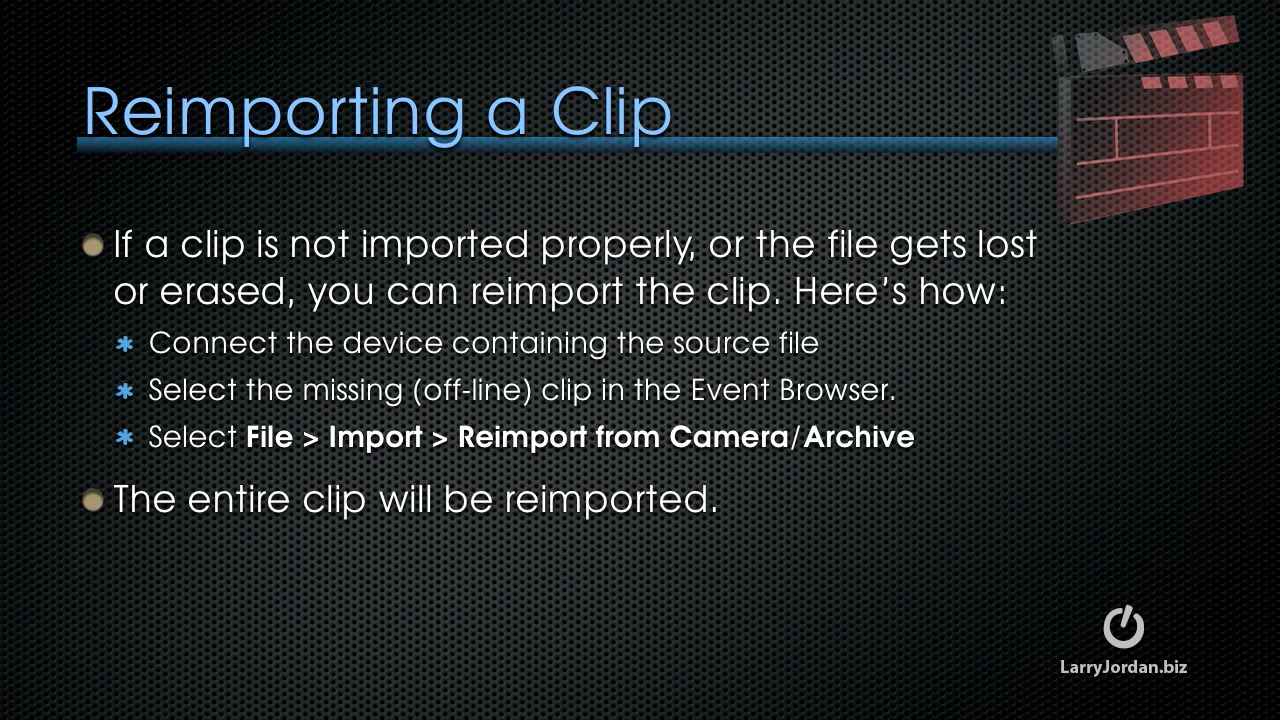 Reimporting a Clip
If a clip is not imported properly, or the file gets lost
or erased, you can reimport the clip. Here’s how:
Connect the device containing the source file
Select the missing (off-line) clip in the Event Browser.
Select File > Import > Reimport from Camera/Archive
The entire clip will be reimported.
LarryJordan.biz